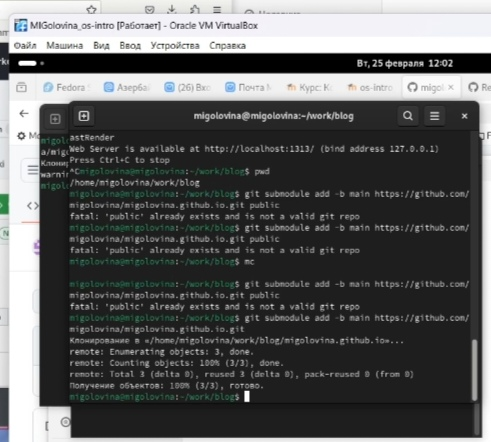 MIGolovina_os-intro [Работает] - Oracle VM VirtualBox
Файл Машина Вид Ввод Устройства Справка
Вт, 25 февраля 12:02
Fedora Азербай (26) Вхо Почта М Курс: К os-intro migoli Re
migolovina@migolovina:~/work/blog
astRender
Web Server is available at http://localhost:1313/ (bind address 127.0.0.1)
Press Ctrl+C to stop
^Cmigolovina@migolovina:~/work/blog$ pwd
/home/migolovina/work/blog
migolovina@migolovina:~/work/blog$ git submodule add -b main https://github.com/
migolovina/migolovina.github.io.git public
fatal: 'public' already exists and is not a valid git repo
migolovina@migolovina:~/work/blog$ git submodule add -b main https://github.com/
migolovina/migolovina.github.io.git public
fatal: 'public' already exists and is not a valid git repo
migolovina@migolovina:~/work/blog$ mc
migolovina@migolovina:~/work/blog$ git submodule add -b main https://github.com/
migolovina/migolovina.github.io.git public
fatal: 'public' already exists and is not a valid git repo
migolovina@migolovina:~/work/blog$ git submodule add -b main https://github.com/
migolovina/migolovina.github.io.git
Клонирование в «/home/migolovina/work/blog/migolovina.github.io»...
remote: Enumerating objects: 3, done.
remote: Counting objects: 100% (3/3), done.
remote: Total 3 (delta 0), reused 3 (delta 0), pack-reused 0 (from 0)
Получение объектов: 100% (3/3), готово.
migolovina@migolovina:~/work/blog$